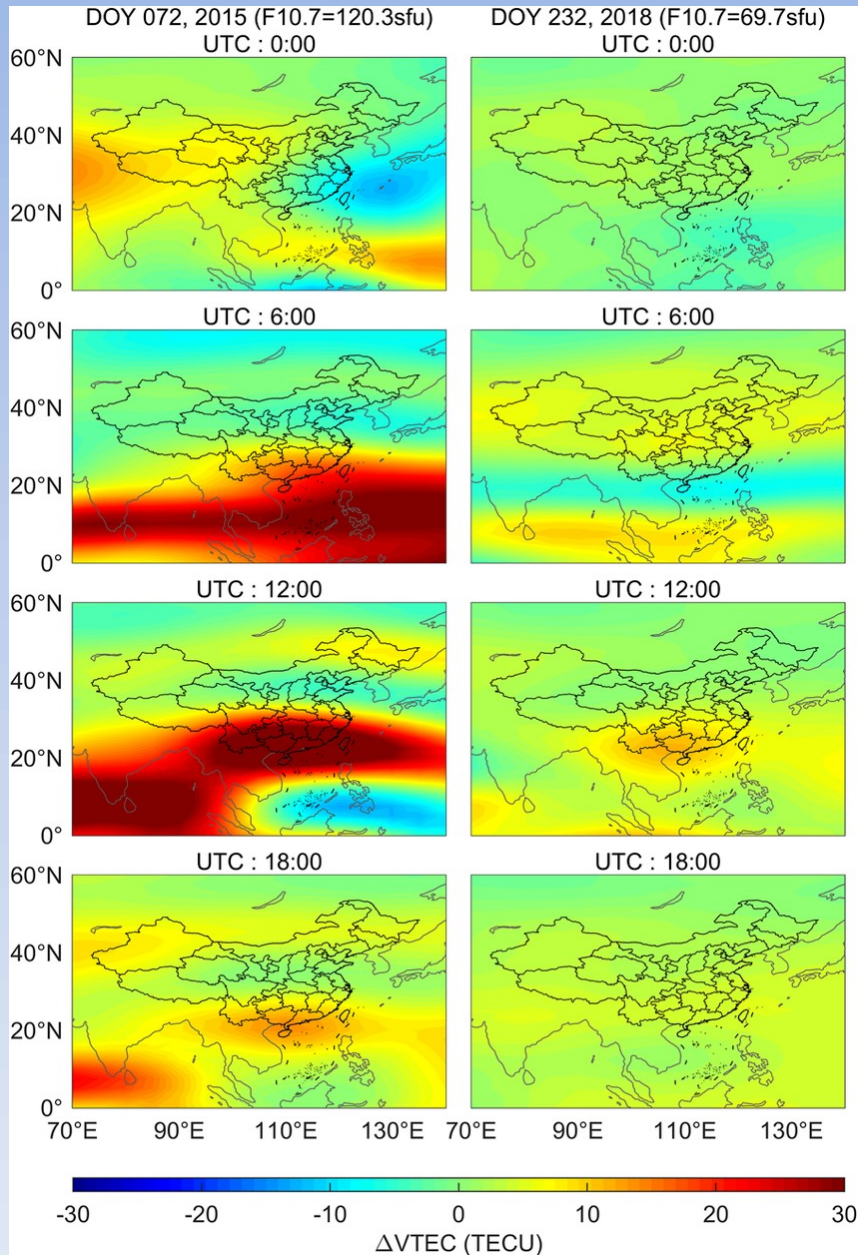 DOY 072, 2015 (F10.7=120.3sfu) DOY 232, 2018 (F10.7=69.7sfu)
UTC : 0:00 UTC : 0:00
60°N
40°N
20°N
0°
UTC : 6:00 UTC : 6:00
60°N
40°N
20°N
0°
UTC : 12:00 UTC : 12:00
60°N
40°N
20°N
0°
UTC : 18:00 UTC : 18:00
60°N
40°N
20°N
0°
70°E 90°E 110°E 130°E 70°E 90°E 110°E 130°E
-30 -20 -10 0 10 20 30
ΔVTEC (TECU)